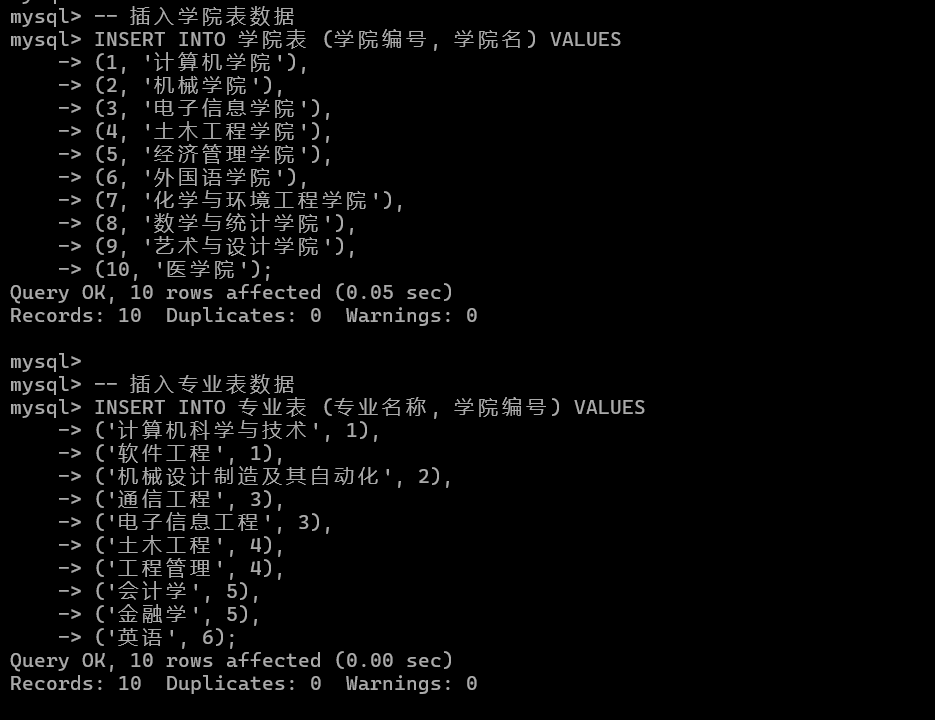 mysql> -- 插入学院表数据
mysql> INSERT INTO 学院表 (学院编号, 学院名) VALUES
    -> (1, '计算机学院'),
    -> (2, '机械学院'),
    -> (3, '电子信息学院'),
    -> (4, '土木工程学院'),
    -> (5, '经济管理学院'),
    -> (6, '外国语学院'),
    -> (7, '化学与环境工程学院'),
    -> (8, '数学与统计学院'),
    -> (9, '艺术与设计学院'),
    -> (10, '医学院');
Query OK, 10 rows affected (0.05 sec)
Records: 10  Duplicates: 0  Warnings: 0

mysql>
mysql> -- 插入专业表数据
mysql> INSERT INTO 专业表 (专业名称, 学院编号) VALUES
    -> ('计算机科学与技术', 1),
    -> ('软件工程', 1),
    -> ('机械设计制造及其自动化', 2),
    -> ('通信工程', 3),
    -> ('电子信息工程', 3),
    -> ('土木工程', 4),
    -> ('工程管理', 4),
    -> ('会计学', 5),
    -> ('金融学', 5),
    -> ('英语', 6);
Query OK, 10 rows affected (0.00 sec)
Records: 10  Duplicates: 0  Warnings: 0